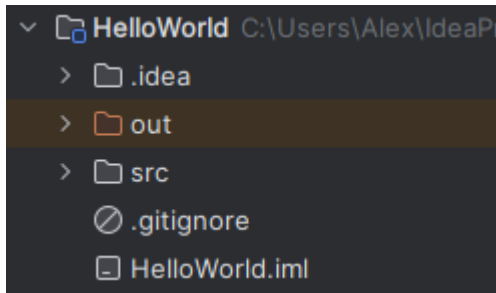 HelloWorld C:\Users\Alex\IdeaPr
.idea
out
src
.gitignore
HelloWorld.iml